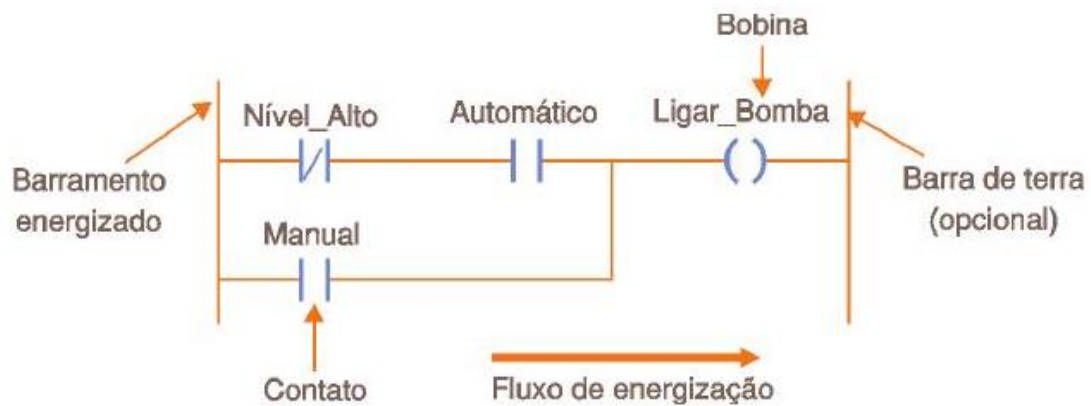 Bobina
Nível_Alto
Automático
Ligar_Bomba
Barramento
energizado
Barra de terra
(opcional)
Manual
Contato
Fluxo de energização